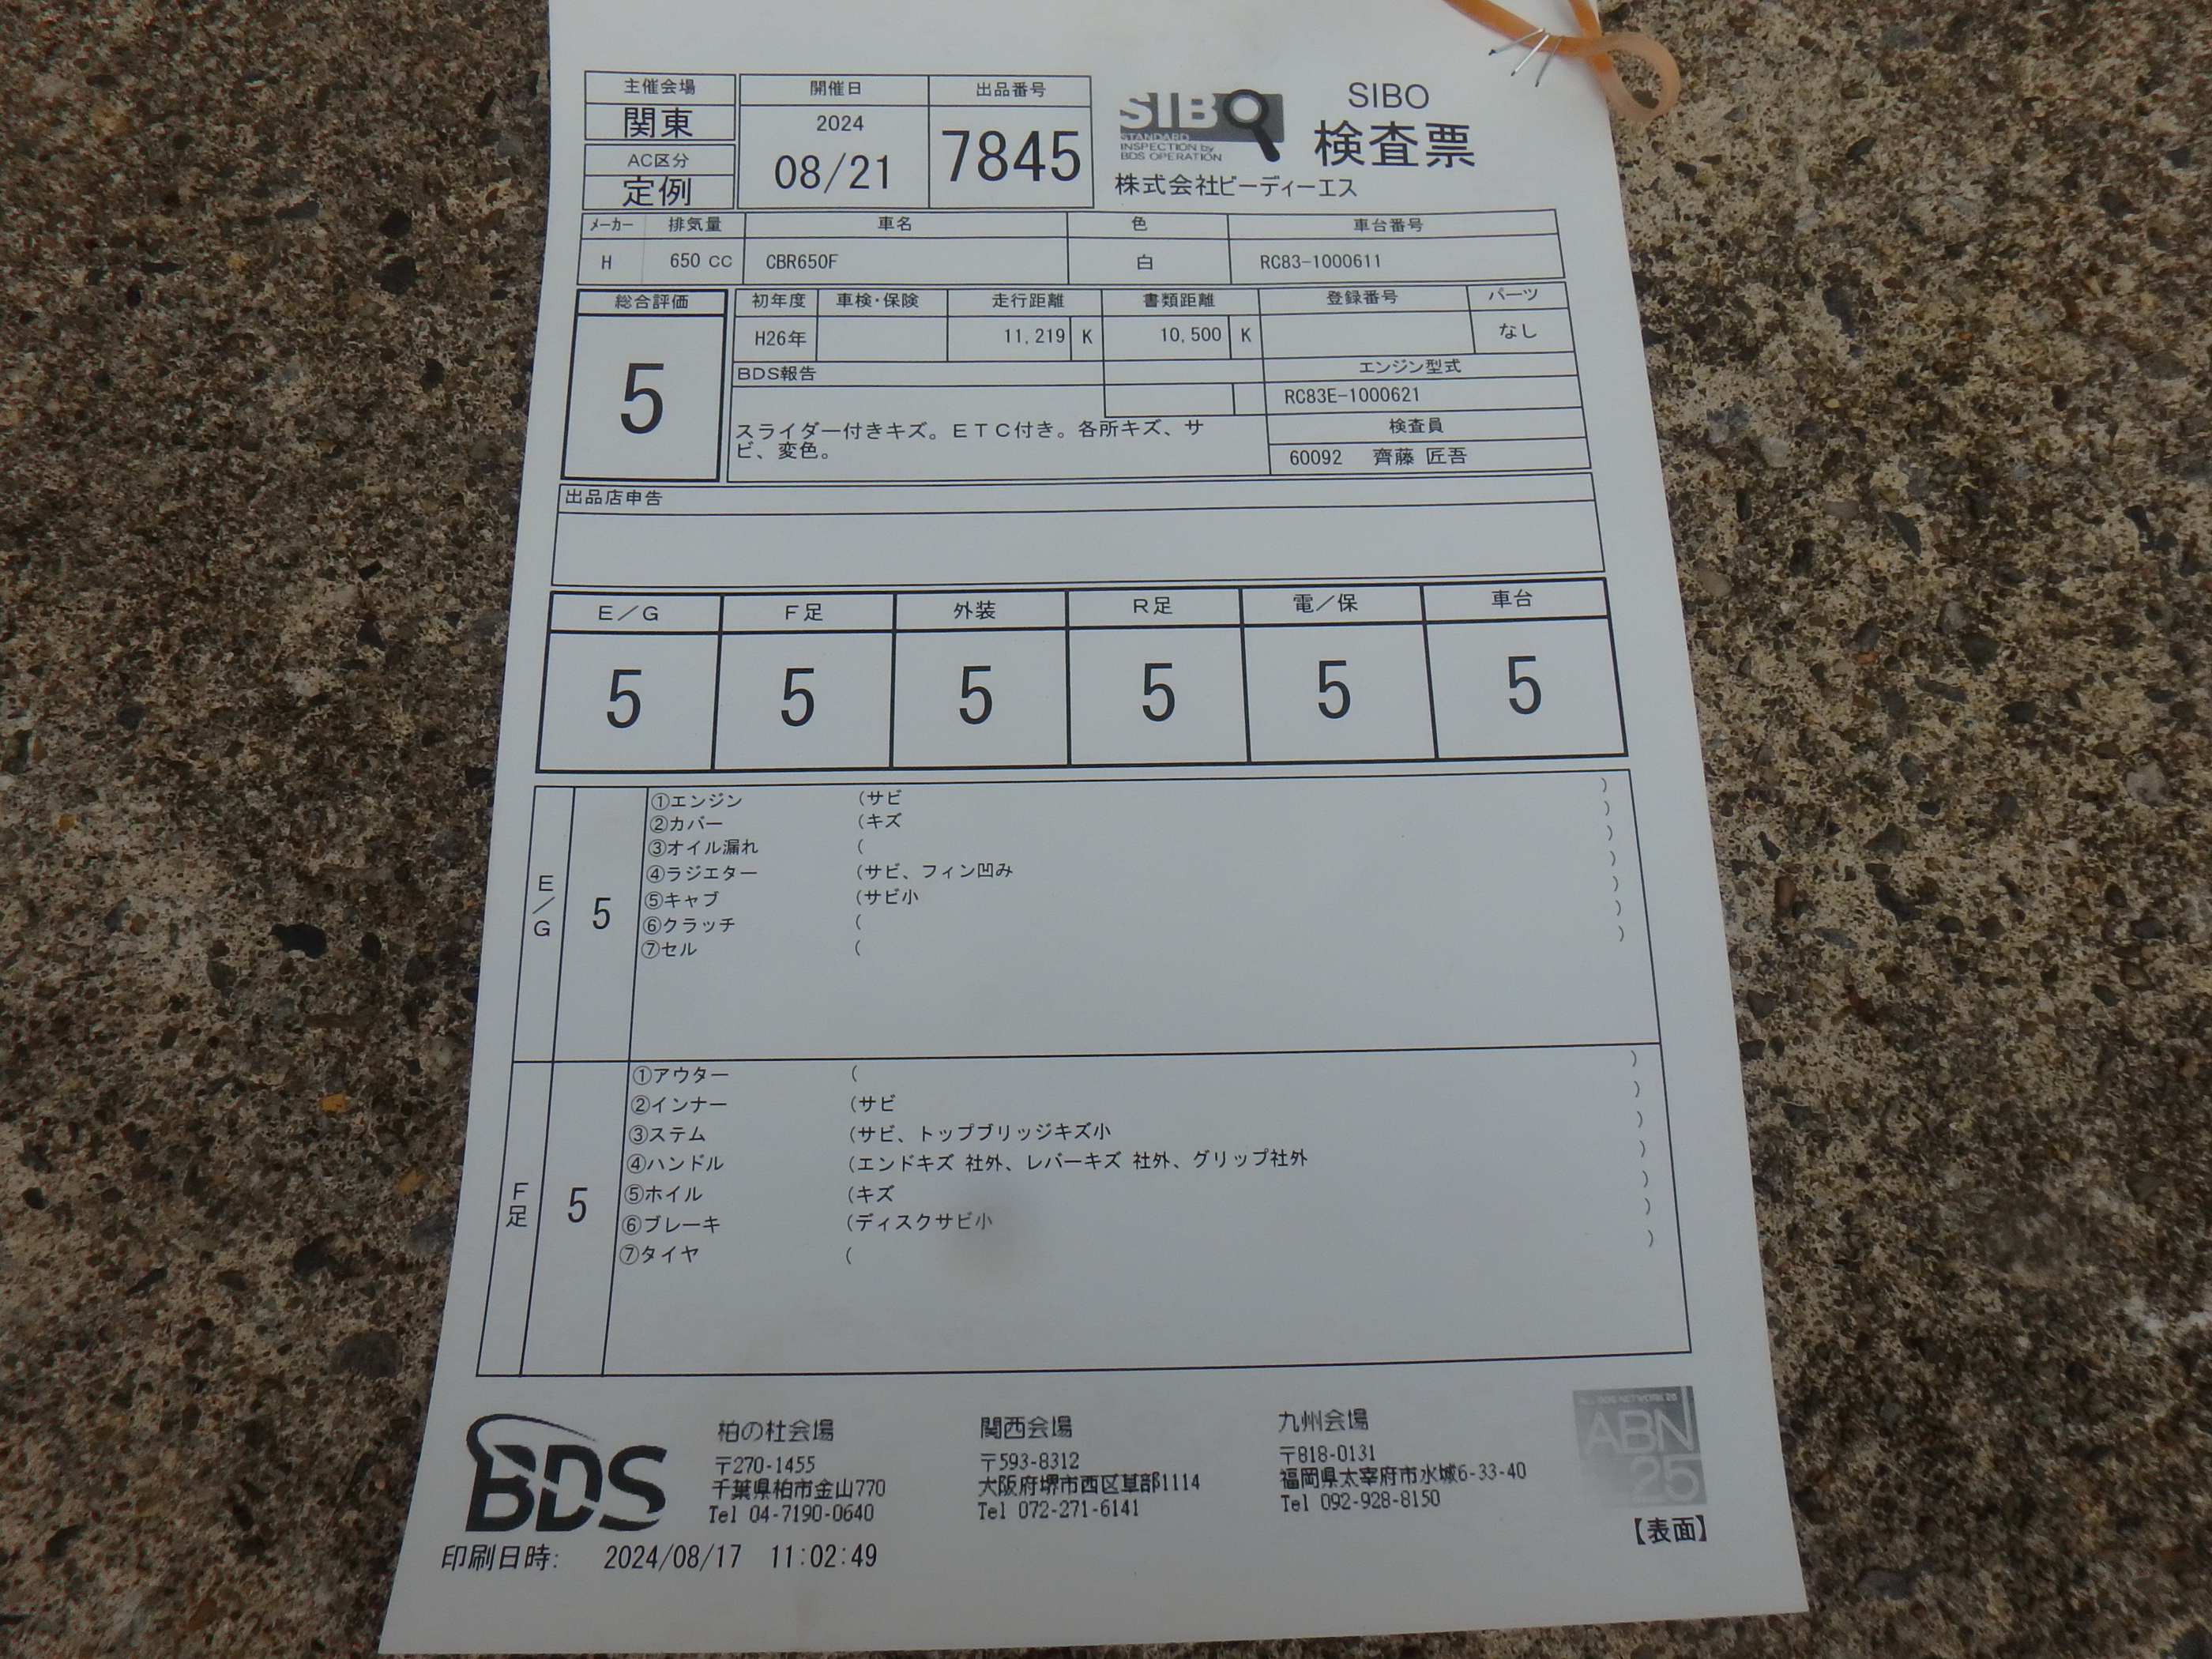 主催会場
関東
AC区分
定例
開催日
2024
08/21
出品番号
7845
SIBO
STANDARD
INSPECTION by
BDS OPERATION
SIBO
検査票
株式会社ビーディーエス
メーカー 排気量 車名 色 車台番号
H 650 CC CBR650F 白 RC83-1000611
総合評価
5
初年度 車検・保険 走行距離 書類距離 登録番号 パーツ
H26年 11,219 K 10,500 K なし
BDS報告
スライダー付きキズ。ETC付き。各所キズ、サ
ビ、変色。
エンジン型式
RC83E-1000621
検査員
60092 齊藤 匠吾
出品店申告
E/G F足 外装 R足 電/保 車台
5 5 5 5 5 5
E/G
5
①エンジン (サビ )
②カバー (キズ )
③オイル漏れ ( )
④ラジエター (サビ、フィン凹み )
⑤キャブ (サビ小 )
⑥クラッチ ( )
⑦セル ( )
F足
5
①アウター ( )
②インナー (サビ )
③ステム (サビ、トップブリッジキズ小 )
④ハンドル (エンドキズ 社外、レバーキズ 社外、グリップ社外 )
⑤ホイル (キズ )
⑥ブレーキ (ディスクサビ小 )
⑦タイヤ ( )
BDS
柏の杜会場
〒270-1455
千葉県柏市金山770
Tel 04-7190-0640
関西会場
〒593-8312
大阪府堺市西区草部1114
Tel 072-271-6141
九州会場
〒818-0131
福岡県太宰府市水城6-33-40
Tel 092-928-8150
ALL BDS NETWORK 25
ABN
25
【表面】
印刷日時: 2024/08/17 11:02:49